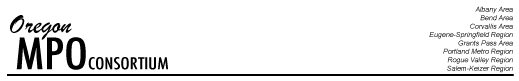 Oregon
MPO CONSORTIUM
Albany Area
Bend Area
Corvallis Area
Eugene-Springfield Region
Grants Pass Area
Portland Metro Region
Rogue Valley Region
Salem-Keizer Region